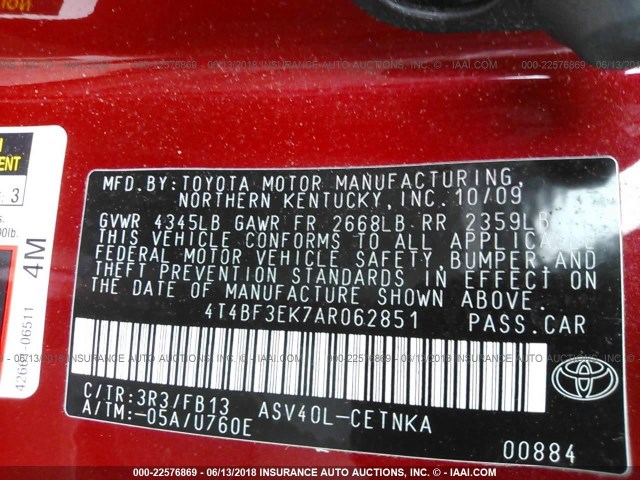 000-22576869 - 06/13/2018 INSURANCE AUTO AUCTIONS, INC. © - IAAI.COM
MFD.BY:TOYOTA MOTOR MANUFACTURING,
NORTHERN KENTUCKY, INC. 10/09
GVWR 4345LB GAWR FR 2668LB RR 2359LB
THIS VEHICLE CONFORMS TO ALL APPLICABLE
FEDERAL MOTOR VEHICLE SAFETY, BUMPER AND
THEFT PREVENTION STANDARDS IN EFFECT ON
THE DATE OF MANUFACTURE SHOWN ABOVE.
4T4BF3EK7AR062851 PASS.CAR
C/TR:3R3/FB13 ASV40L-CETNKA
A/TM:-05A/U760E
00884
4M
000-22576869 - 06/13/2018 INSURANCE AUTO AUCTIONS, INC. © - IAAI.COM